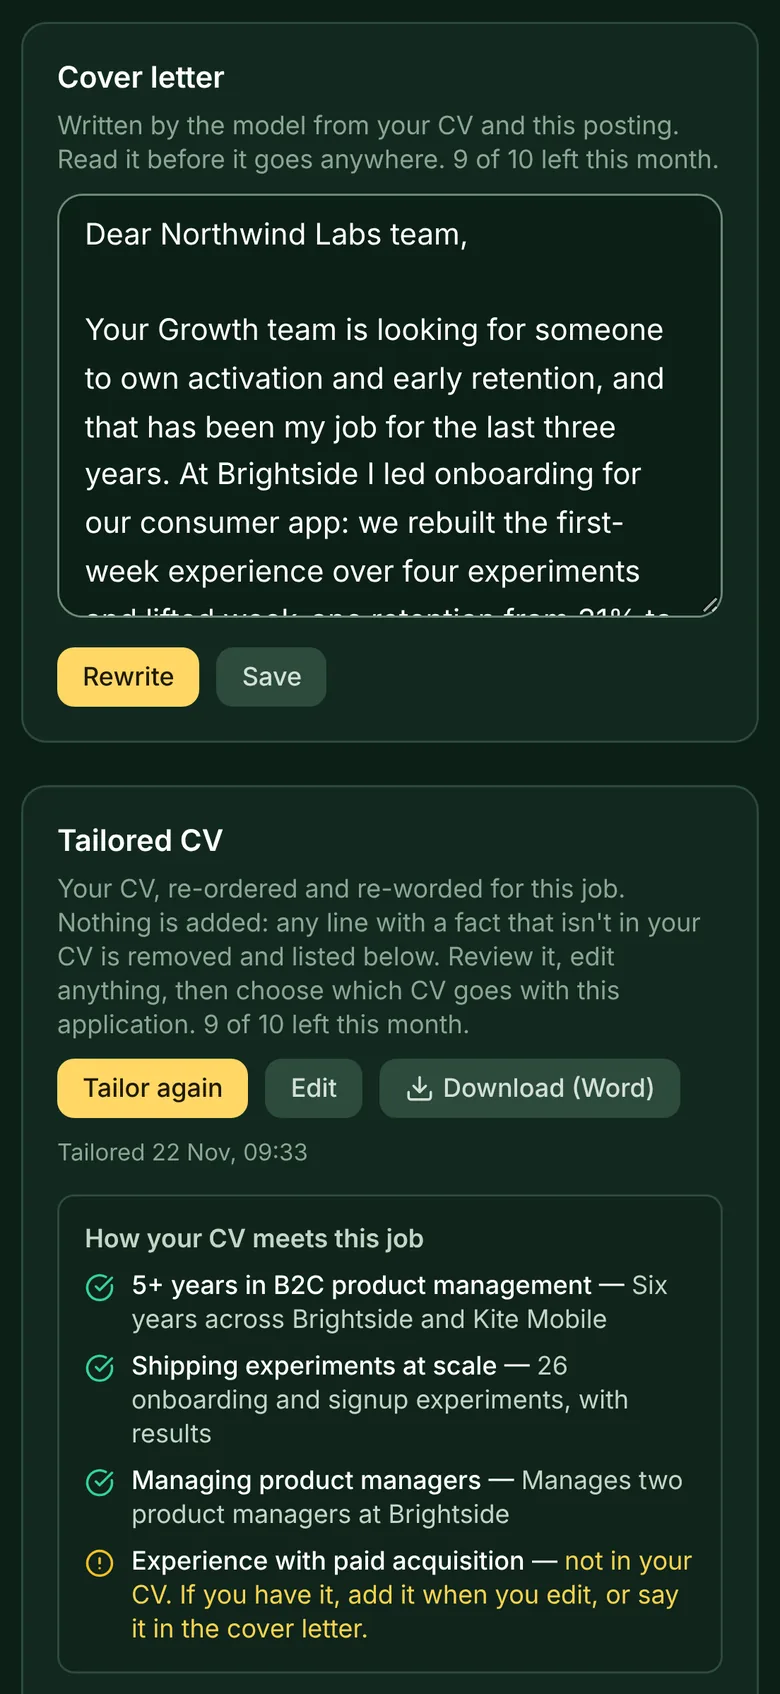 Cover letter
Written by the model from your CV and this posting.
Read it before it goes anywhere. 9 of 10 left this month.
Dear Northwind Labs team,
Your Growth team is looking for someone
to own activation and early retention, and
that has been my job for the last three
years. At Brightside I led onboarding for
our consumer app: we rebuilt the first-
week experience over four experiments
and lifted week-one retention from 31% to
Rewrite
Save
Tailored CV
Your CV, re-ordered and re-worded for this job.
Nothing is added: any line with a fact that isn't in your
CV is removed and listed below. Review it, edit
anything, then choose which CV goes with this
application. 9 of 10 left this month.
Tailor again
Edit
Download (Word)
Tailored 22 Nov, 09:33
How your CV meets this job
5+ years in B2C product management — Six
years across Brightside and Kite Mobile
Shipping experiments at scale — 26
onboarding and signup experiments, with
results
Managing product managers — Manages two
product managers at Brightside
Experience with paid acquisition — not in your
CV. If you have it, add it when you edit, or say
it in the cover letter.